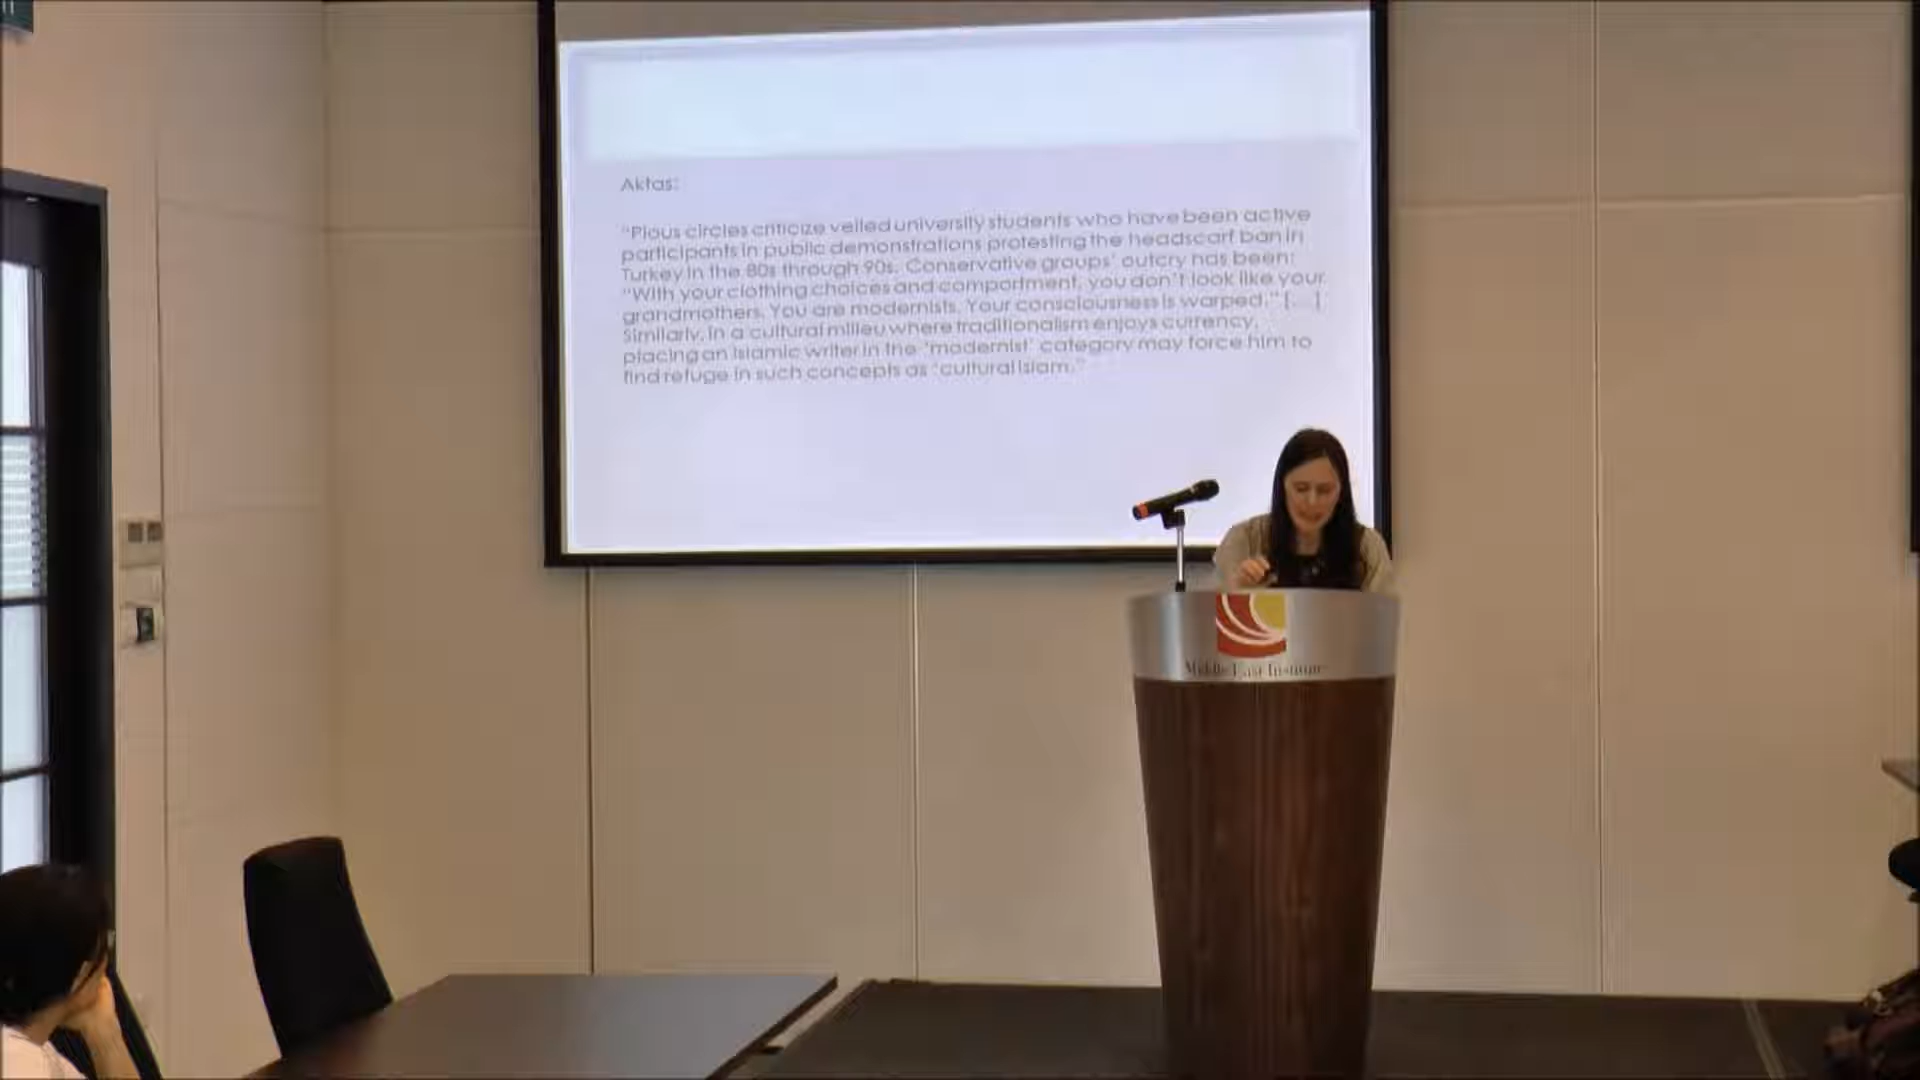 Aktas:
"Pious circles criticize veiled university students who have been active
participants in public demonstrations protesting the headscarf ban in
Turkey in the 80s through 90s. Conservative groups' outcry has been:
"With your clothing choices and comportment, you don't look like your
grandmothers. You are modernists. Your consciousness is warped." [...]
Similarly, in a cultural milieu where traditionalism enjoys currency,
placing an Islamic writer in the 'modernist' category may force him to
find refuge in such concepts as 'cultural Islam.'"
Middle East Institute